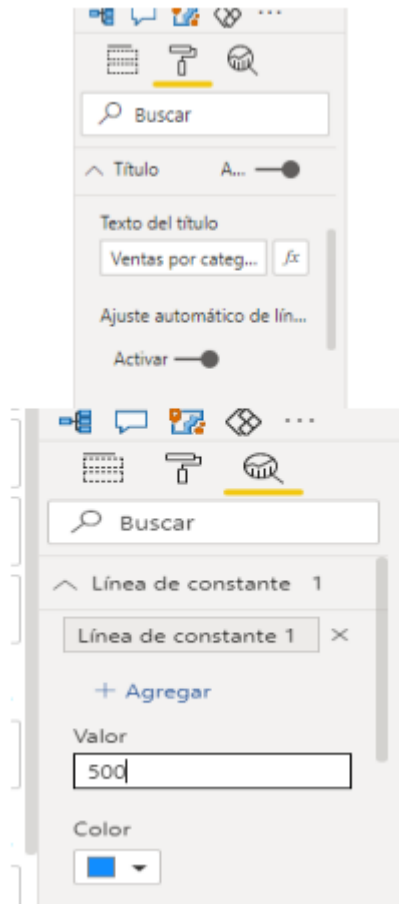 Buscar
Título A...
Texto del título
Ventas por categ... fx
Ajuste automático de lín...
Activar
...
Buscar
Línea de constante 1
Línea de constante 1 ×
+ Agregar
Valor
500
Color